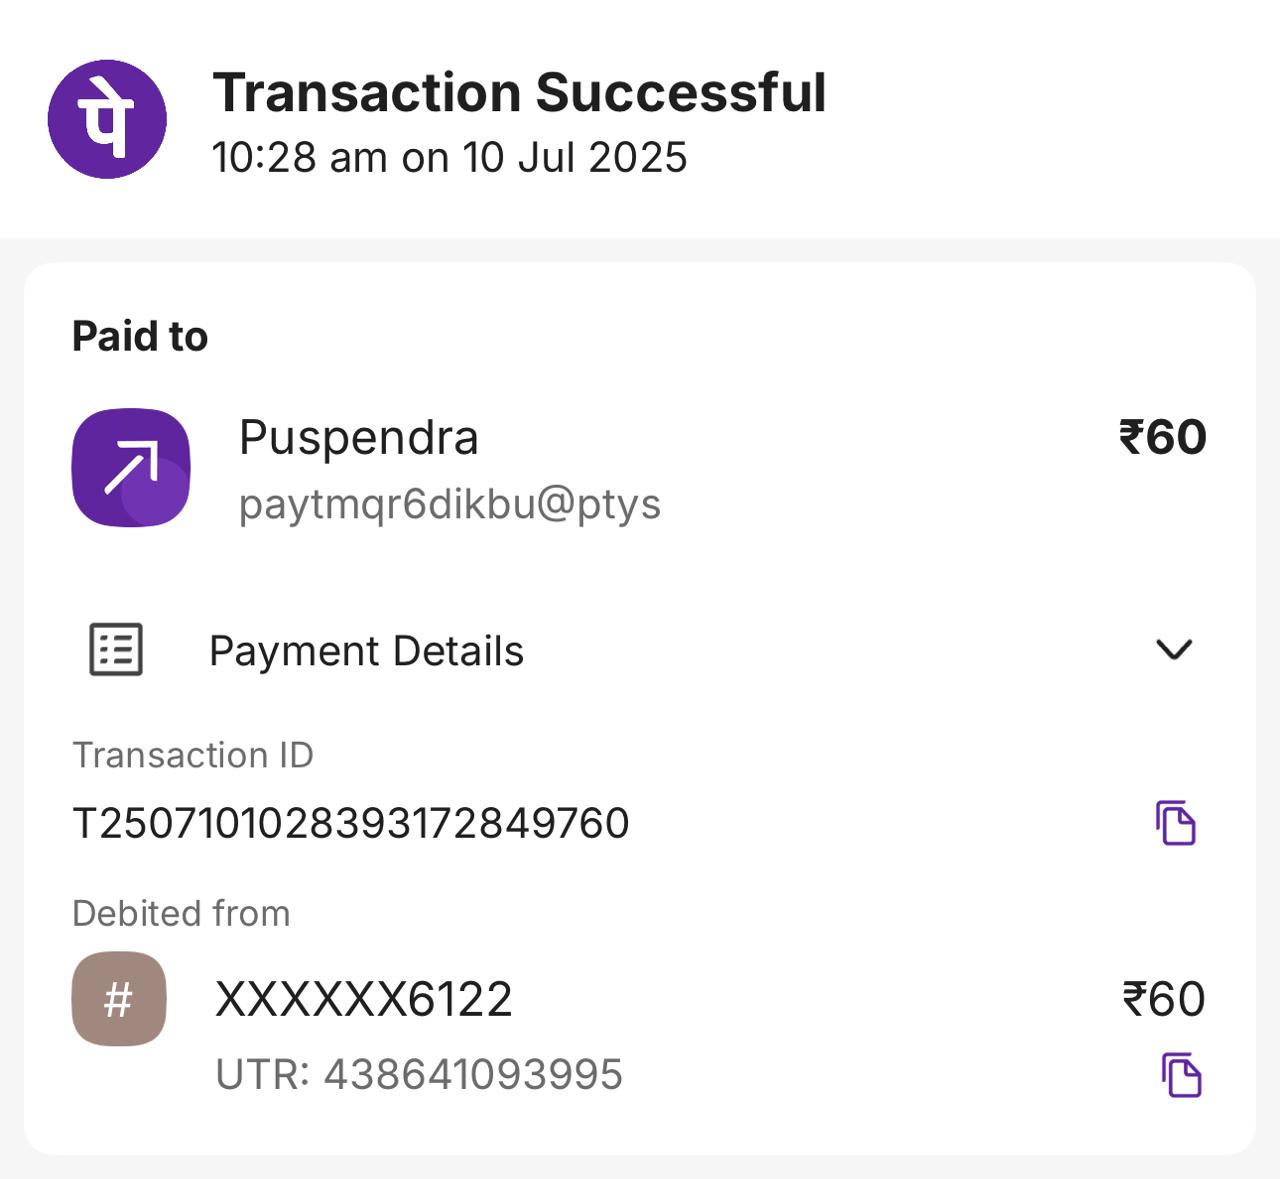 पे
Transaction Successful
10:28 am on 10 Jul 2025
Paid to
Puspendra
₹60
paytmqr6dikbu@ptys
Payment Details
Transaction ID
T2507101028393172849760
Debited from
#
XXXXXX6122
₹60
UTR: 438641093995